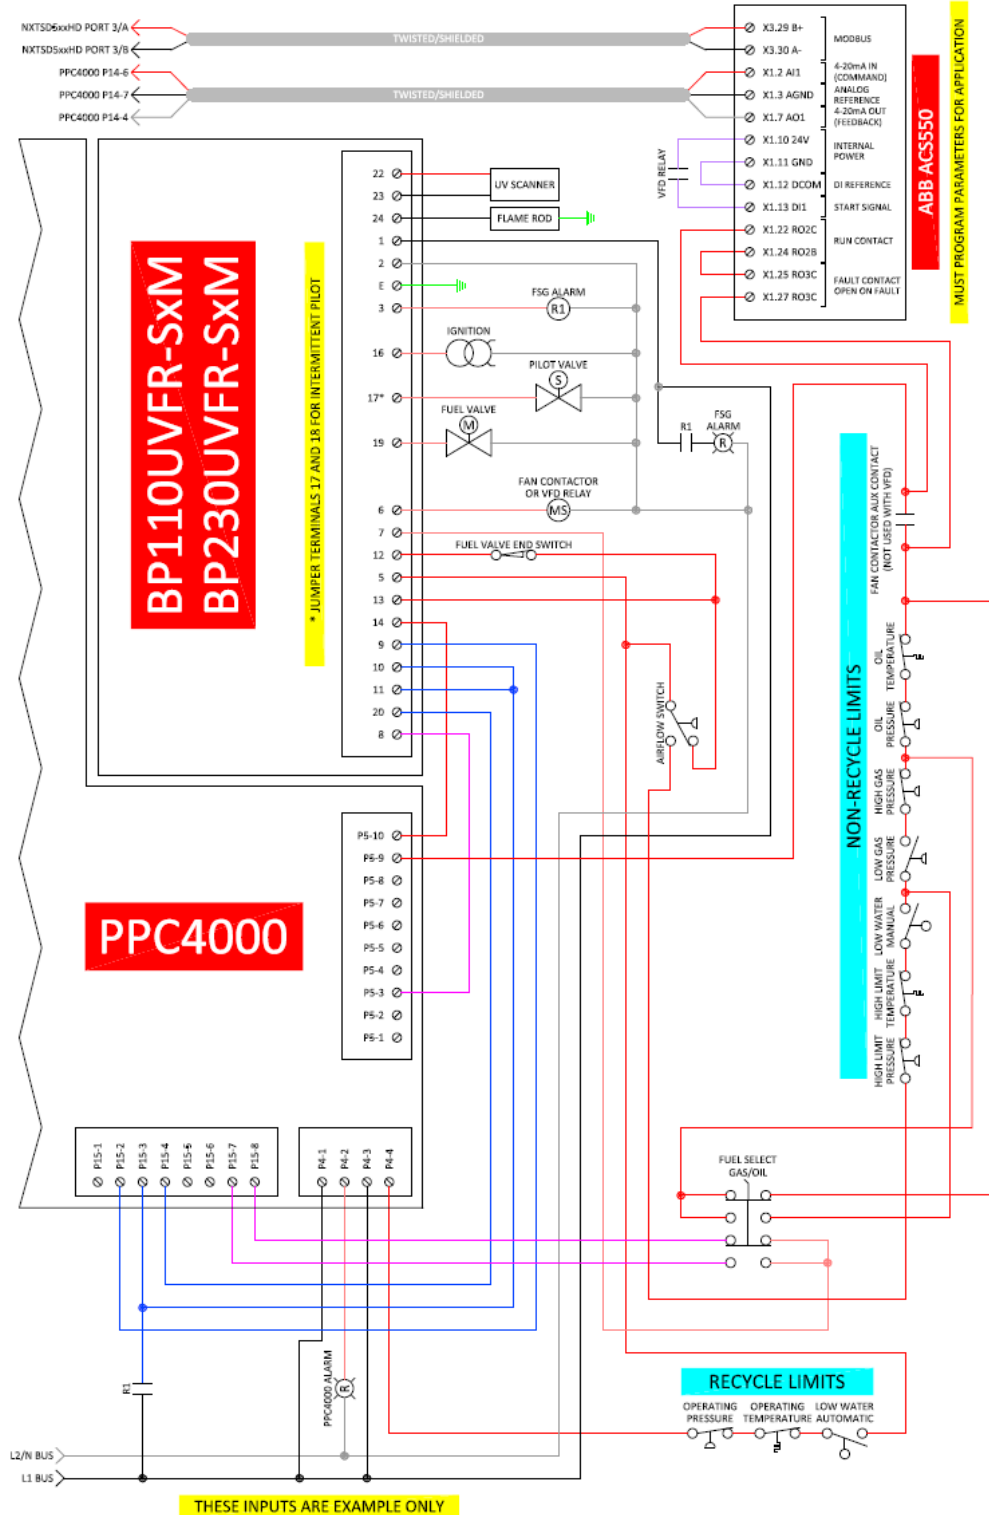 NXTSD5xxHD PORT 3/A
NXTSD5xxHD PORT 3/B
PPC4000 P14-6
PPC4000 P14-7
PPC4000 P14-4
TWISTED/SHIELDED
TWISTED/SHIELDED
X3.29 B+
X3.30 A-
MODBUS
X1.2 AI1
4-20mA IN
(COMMAND)
X1.3 AGND
ANALOG
REFERENCE
X1.7 AO1
4-20mA OUT
(FEEDBACK)
X1.10 24V
X1.11 GND
INTERNAL
POWER
X1.12 DCOM
DI REFERENCE
X1.13 DI1
START SIGNAL
X1.22 RO2C
X1.24 RO2B
RUN CONTACT
X1.25 RO3C
X1.27 RO3C
FAULT CONTACT
OPEN ON FAULT
VFD RELAY
ABB ACS550
MUST PROGRAM PARAMETERS FOR APPLICATION
BP110UVFR-SxM
BP230UVFR-SxM
* JUMPER TERMINALS 17 AND 18 FOR INTERMITTENT PILOT
22
23
24
1
2
E
3
16
17*
19
6
7
12
5
13
14
9
10
11
20
8
UV SCANNER
FLAME ROD
FSG ALARM
R1
IGNITION
PILOT VALVE
S
FUEL VALVE
M
R1
FSG
ALARM
R
FAN CONTACTOR
OR VFD RELAY
MS
FUEL VALVE END SWITCH
AIRFLOW SWITCH
FAN CONTACTOR AUX CONTACT
(NOT USED WITH VFD)
NON-RECYCLE LIMITS
OIL
TEMPERATURE
OIL
PRESSURE
HIGH GAS
PRESSURE
LOW GAS
PRESSURE
LOW WATER
MANUAL
HIGH LIMIT
TEMPERATURE
HIGH LIMIT
PRESSURE
PPC4000
P5-10
P5-9
P5-8
P5-7
P5-6
P5-5
P5-4
P5-3
P5-2
P5-1
P15-1
P15-2
P15-3
P15-4
P15-5
P15-6
P15-7
P15-8
P4-1
P4-2
P4-3
P4-4
FUEL SELECT
GAS/OIL
R1
PPC4000 ALARM
R
RECYCLE LIMITS
OPERATING
PRESSURE
OPERATING
TEMPERATURE
LOW WATER
AUTOMATIC
L2/N BUS
L1 BUS
THESE INPUTS ARE EXAMPLE ONLY